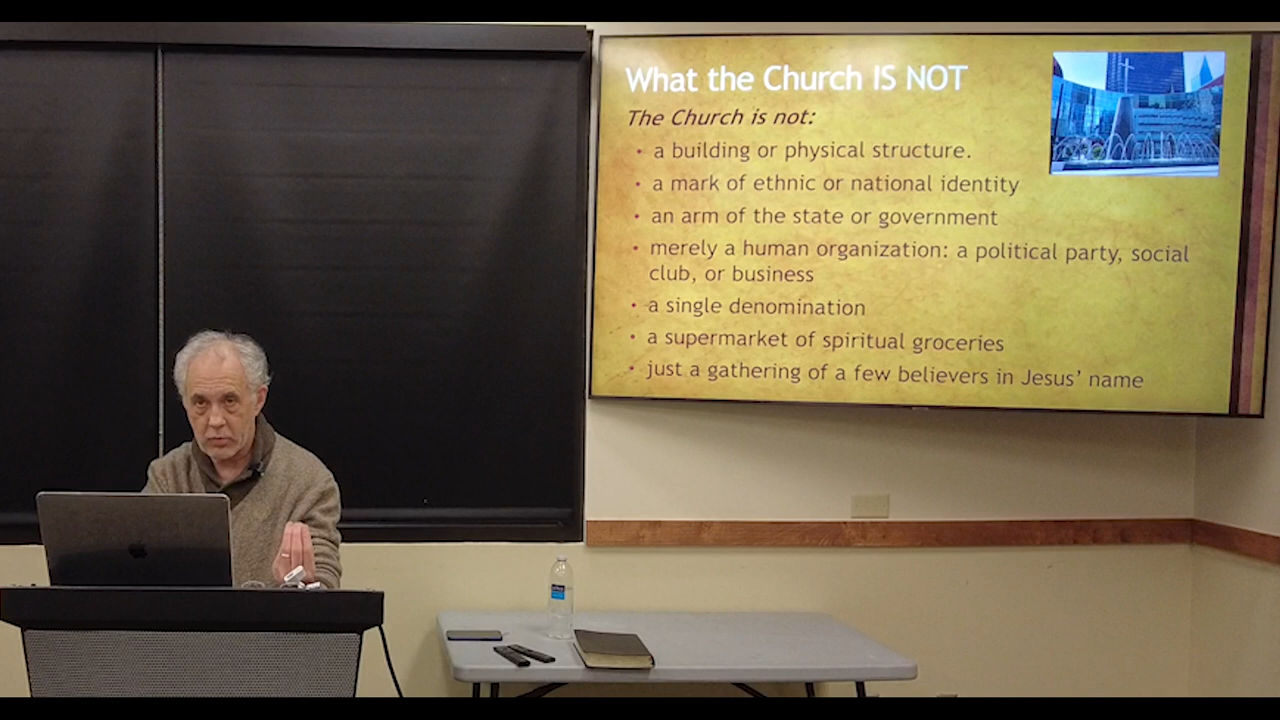 What the Church IS NOT
The Church is not:
• a building or physical structure.
• a mark of ethnic or national identity
• an arm of the state or government
• merely a human organization: a political party, social
club, or business
• a single denomination
• a supermarket of spiritual groceries
• just a gathering of a few believers in Jesus’ name